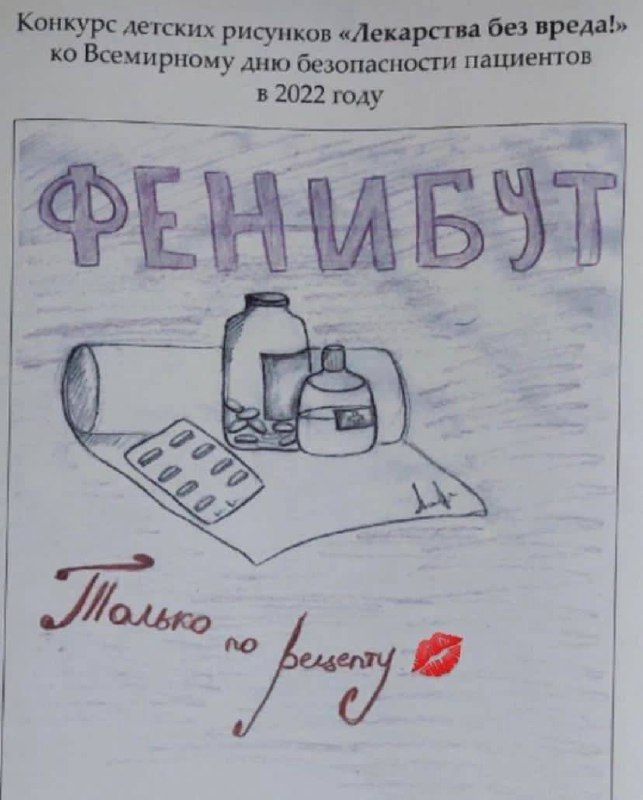 Конкурс детских рисунков «Лекарства без вреда!»
ко Всемирному дню безопасности пациентов
в 2022 году
ФЕНИБУТ
Только
по рецепту